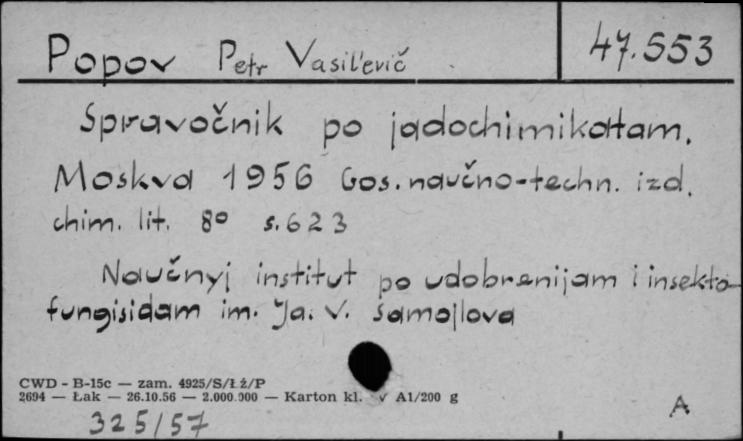 Popov Petr Vasil'evič 47.553
Spravočnik po jadochimikatam.
Moskva 1956 Gos. naučno-techn. izd.
chim. lit. 8º s. 623
Naučnyj institut po udobrenijam i insekto-
fungisidam im. Ja. V. Samojlova
CWD - B-15c — zam. 4925/S/Łż/P
2694 — Łak — 26.10.56 — 2.000.000 — Karton kl. V A1/200 g
A
325/57